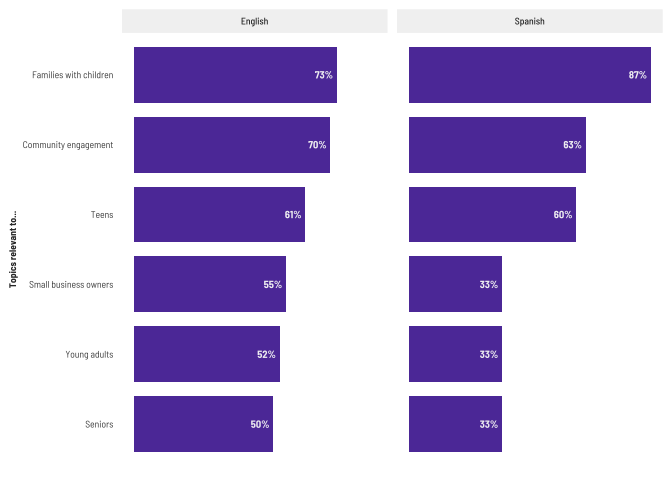 English
Spanish
Topics relevant to...
Families with children
73%
87%
Community engagement
70%
63%
Teens
61%
60%
Small business owners
55%
33%
Young adults
52%
33%
Seniors
50%
33%